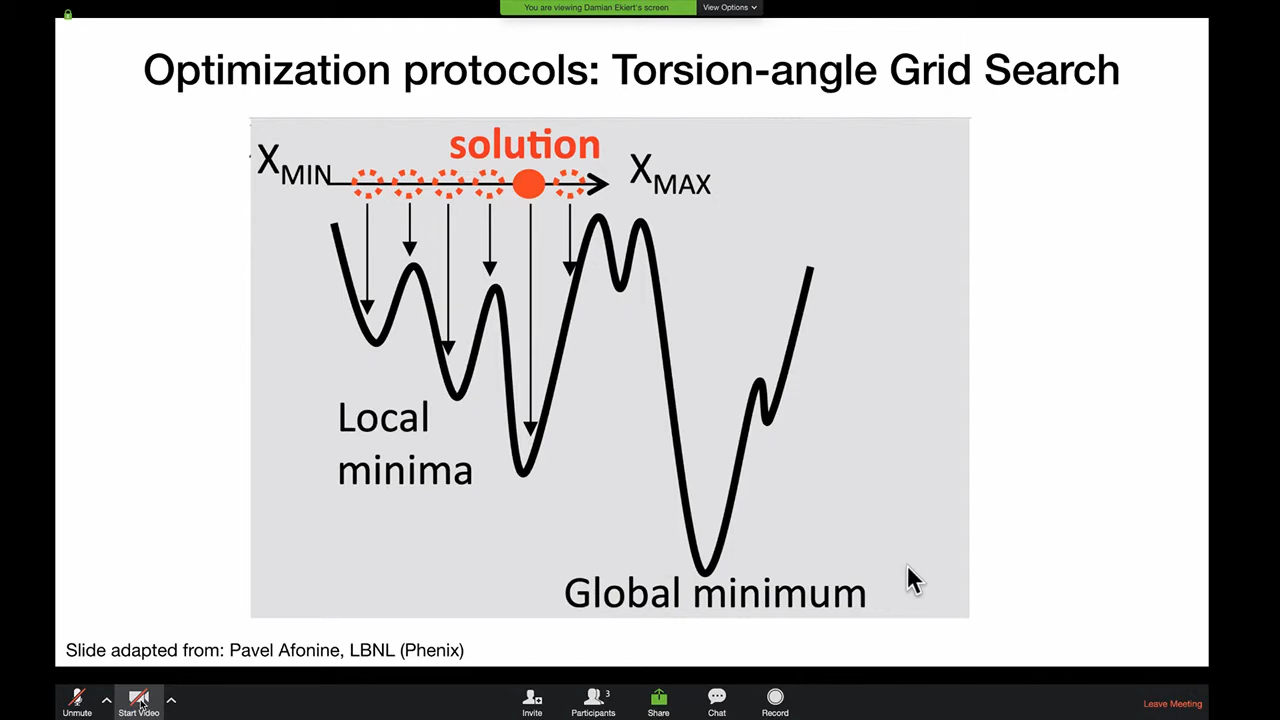 You are viewing Damian Ekiert's screen
View Options
Optimization protocols: Torsion-angle Grid Search
solution
XMIN
XMAX
Local
minima
Global minimum
Slide adapted from: Pavel Afonine, LBNL (Phenix)
Unmute
Start Video
Invite
3
Participants
Share
Chat
Record
Leave Meeting